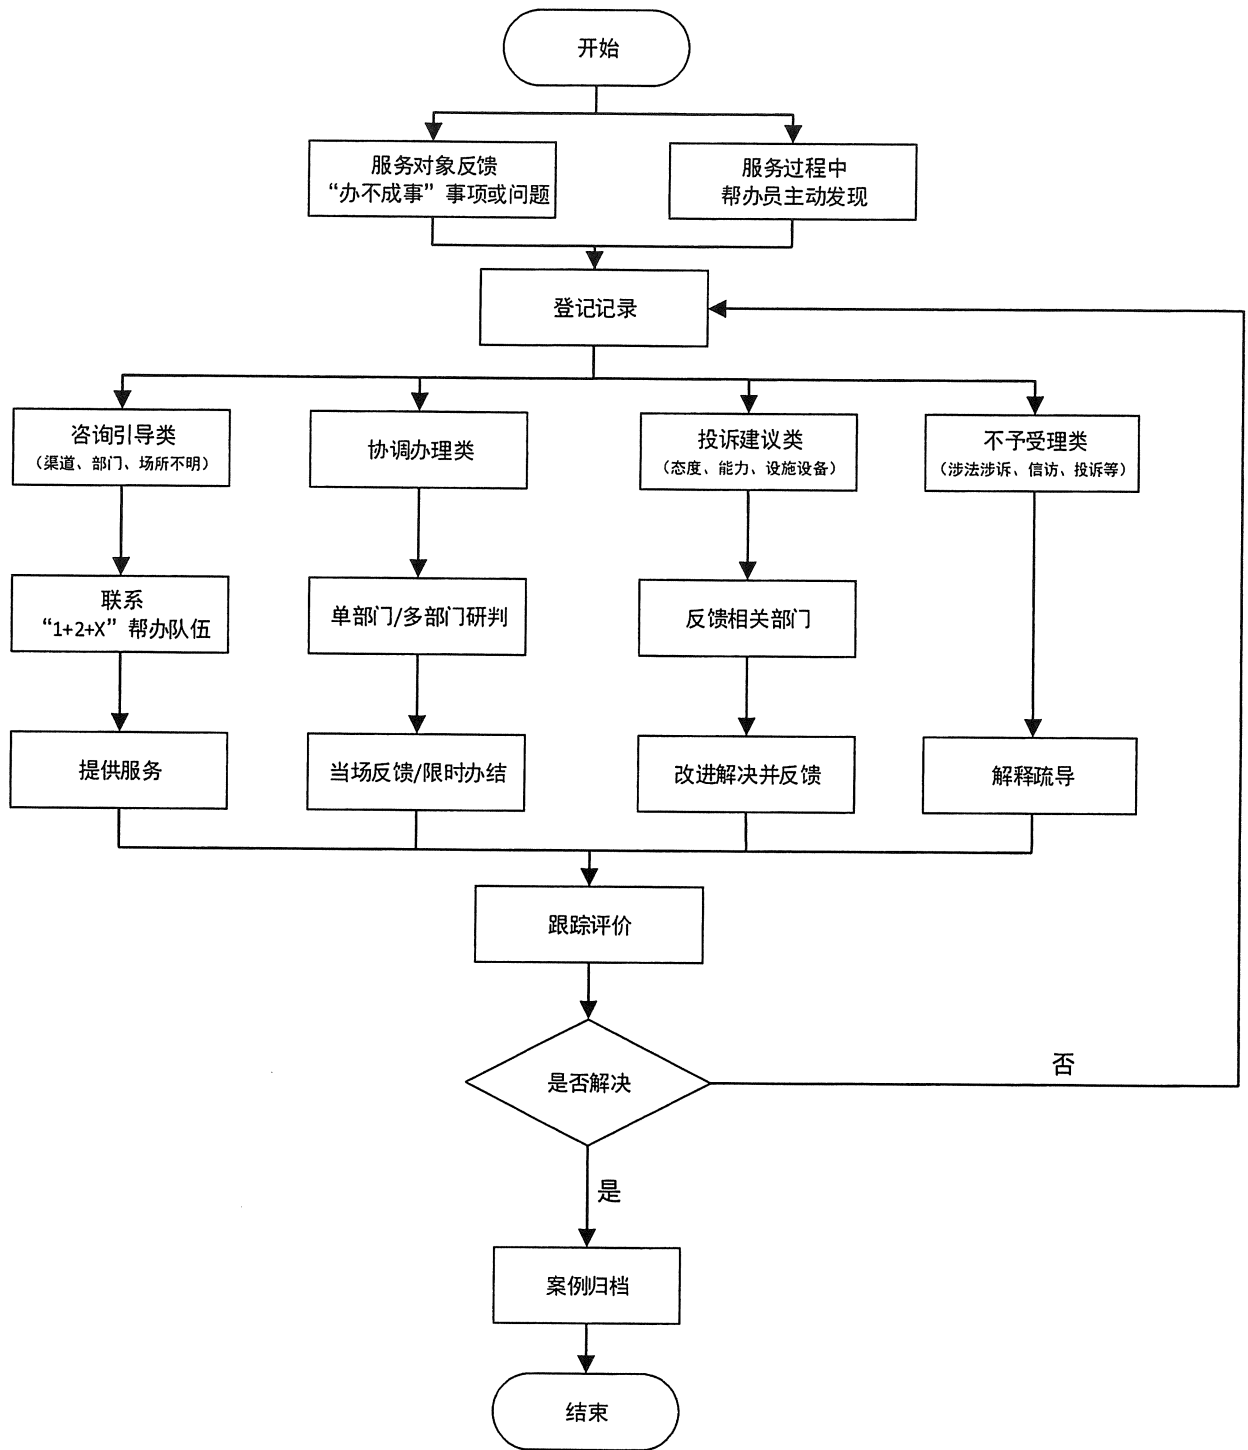 开始
服务对象反馈
“办不成事”事项或问题
服务过程中
帮办员主动发现
登记记录
咨询引导类
（渠道、部门、场所不明）
协调办理类
投诉建议类
（态度、能力、设施设备）
不予受理类
（涉法涉诉、信访、投诉等）
联系
“1+2+X”帮办队伍
单部门/多部门研判
反馈相关部门
提供服务
当场反馈/限时办结
改进解决并反馈
解释疏导
跟踪评价
是否解决
否
是
案例归档
结束